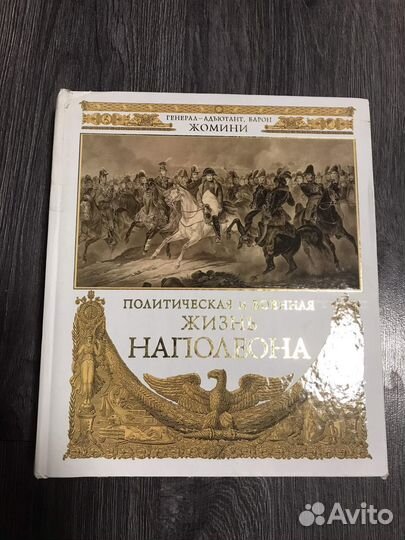 ГЕНЕРАЛ-АДЪЮТАНТ, БАРОН
ЖОМИНИ
ПОЛИТИЧЕСКАЯ И ВОЕННАЯ
ЖИЗНЬ
НАПОЛЕОНА
Avito